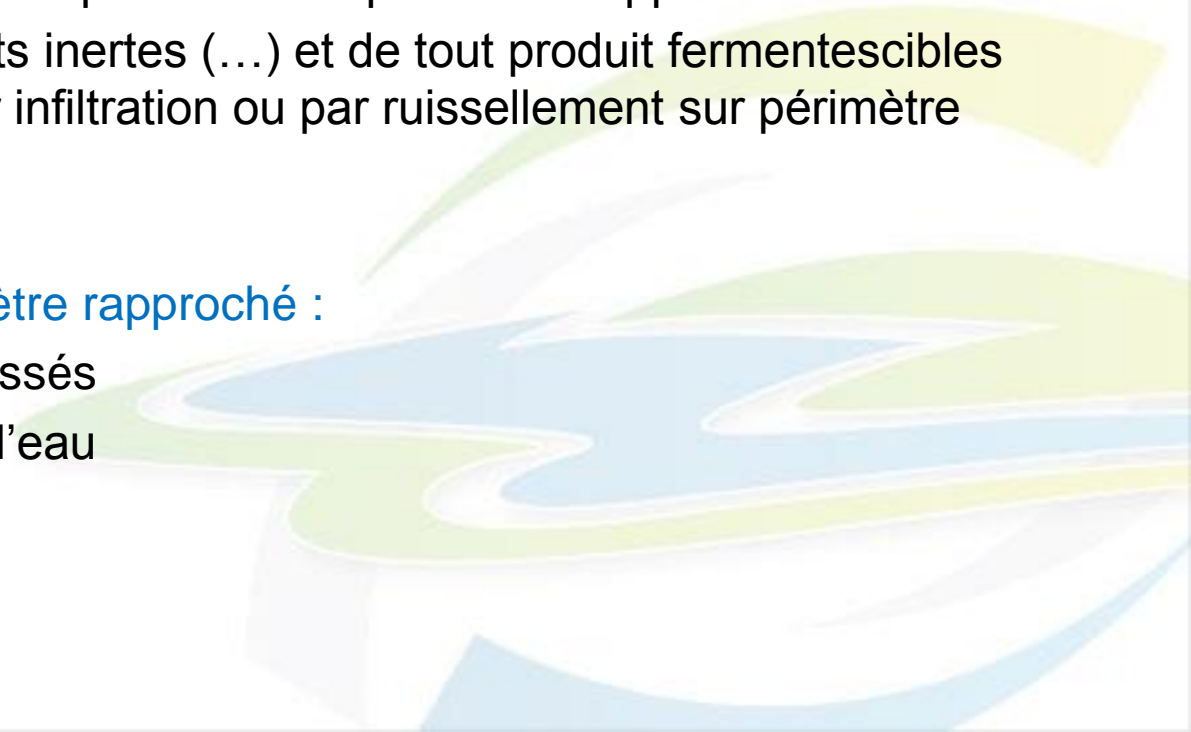 ts inertes (…) et de tout produit fermentescibles
infiltration ou par ruissellement sur périmètre
ètre rapproché :
ssés
l’eau